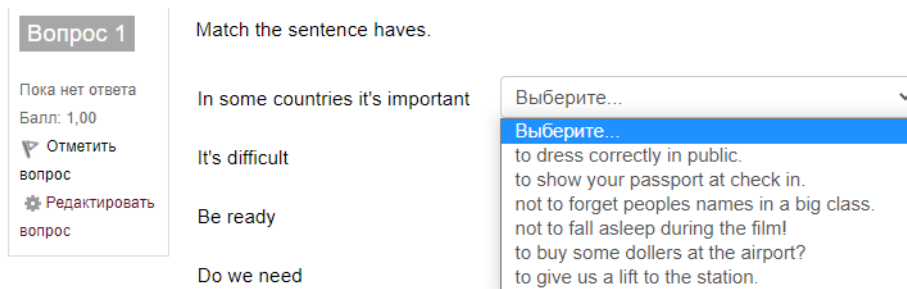 Вопрос 1
Пока нет ответа
Балл: 1,00
Отметить
вопрос
Редактировать
вопрос
Match the sentence haves.
In some countries it's important
Выберите...
Выберите...
to dress correctly in public.
It's difficult
to show your passport at check in.
not to forget peoples names in a big class.
Be ready
not to fall asleep during the film!
to buy some dollers at the airport?
Do we need
to give us a lift to the station.